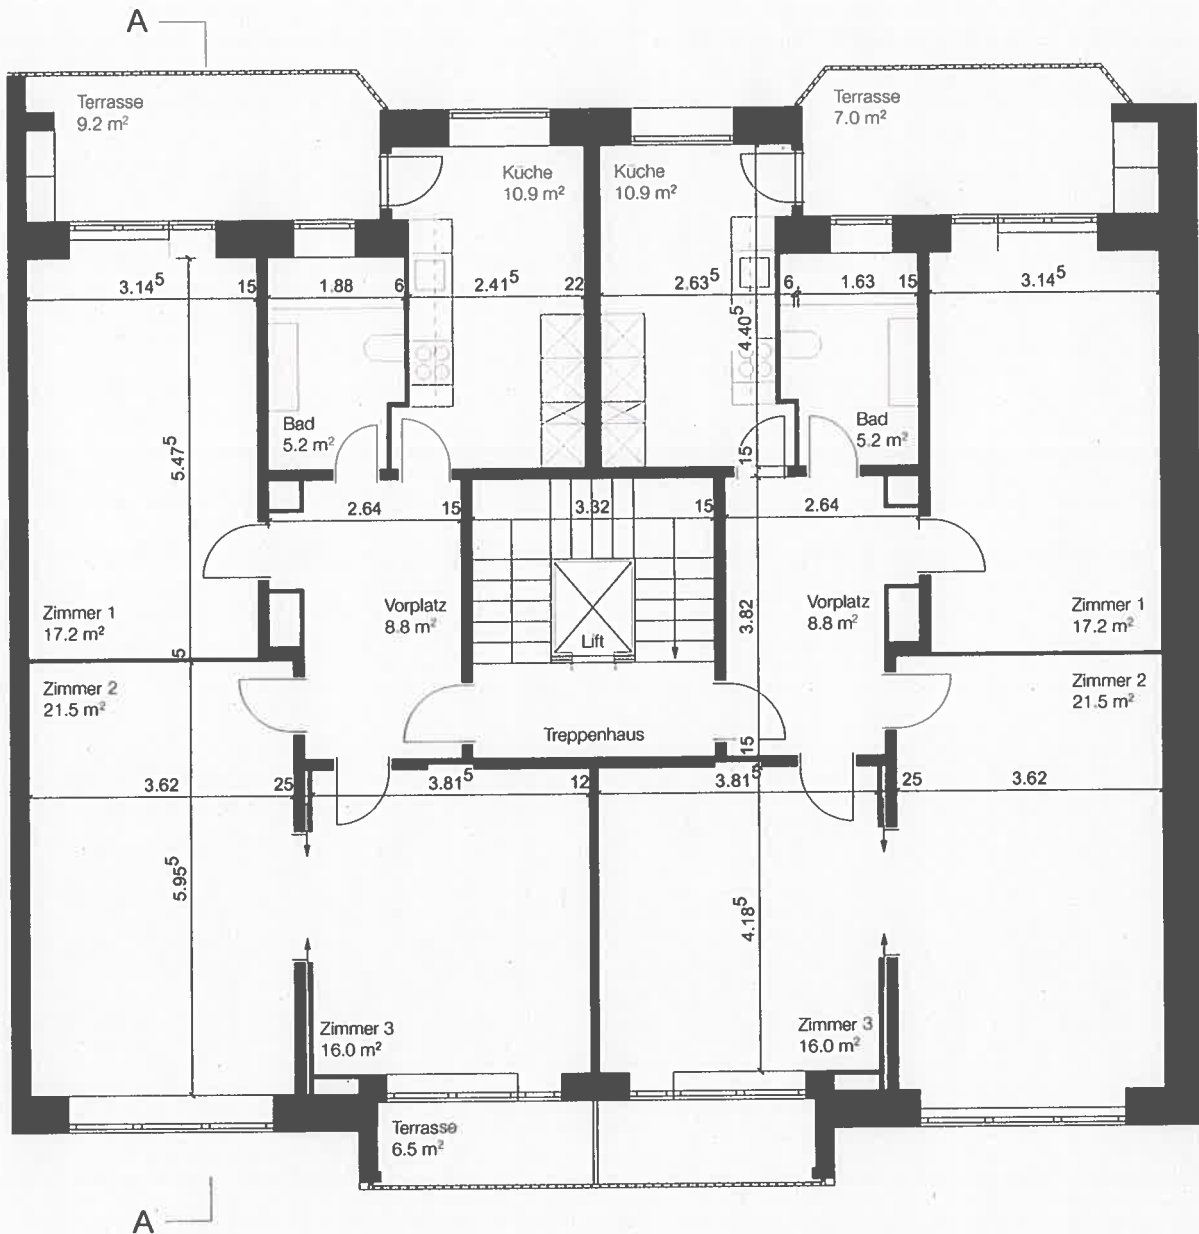 A
Terrasse
9.2 m²
Terrasse
7.0 m²
Küche
10.9 m²
Küche
10.9 m²
3.14⁵
15
1.88
6
2.41⁵
22
2.63⁵
6
1.63
15
3.14⁵
4.40⁵
Bad
5.2 m²
Bad
5.2 m²
5.47⁵
15
2.64
15
3.32
15
2.64
Zimmer 1
17.2 m²
Vorplatz
8.8 m²
Lift
3.82
Vorplatz
8.8 m²
Zimmer 1
17.2 m²
5
Zimmer 2
21.5 m²
Zimmer 2
21.5 m²
Treppenhaus
15
3.62
25
3.81⁵
12
3.81⁵
25
3.62
5.95⁵
4.18⁵
Zimmer 3
16.0 m²
Zimmer 3
16.0 m²
Terrasse
6.5 m²
A